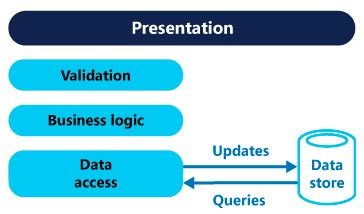 Presentation
Validation
Business logic
Data
access
Updates
Queries
Data
store